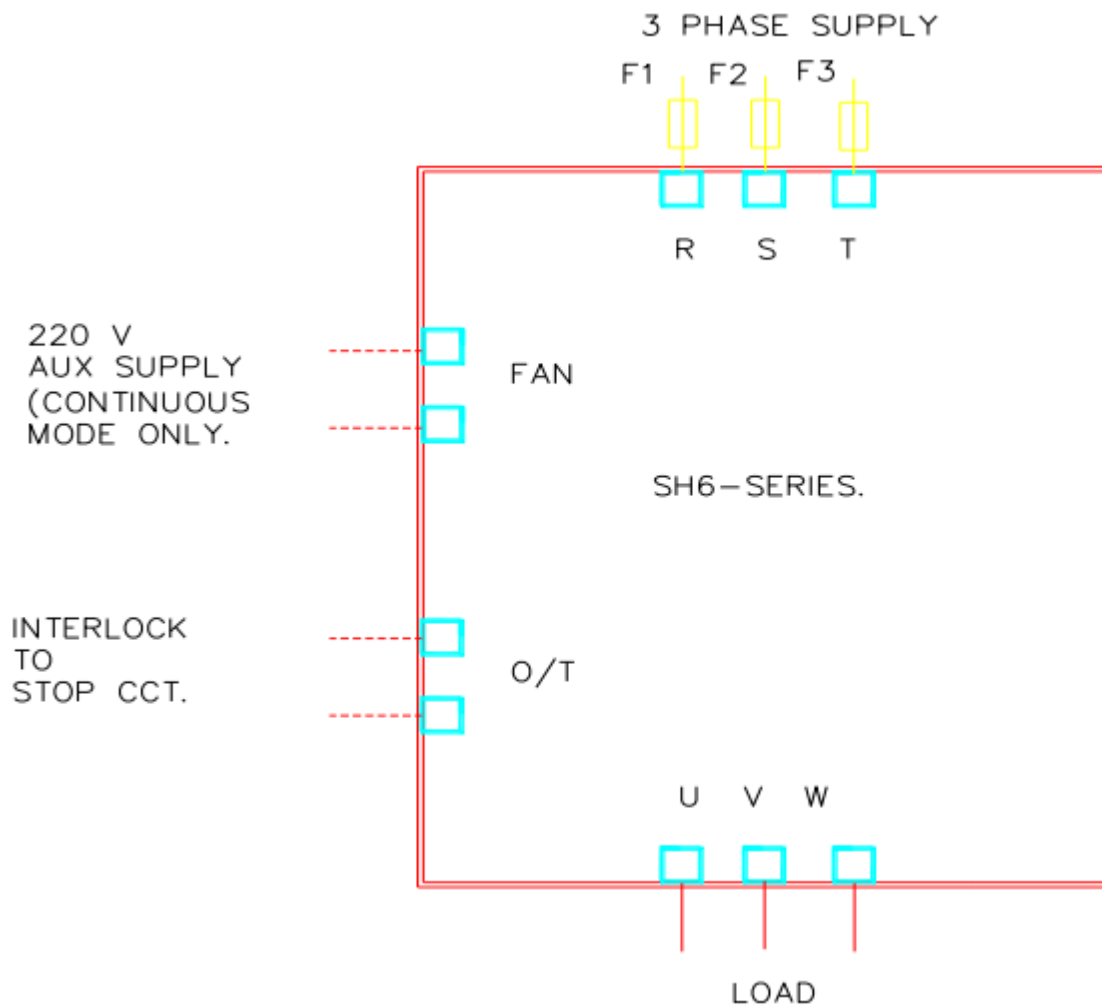 3 PHASE SUPPLY
F1 F2 F3
R S T
220 V
AUX SUPPLY
(CONTINUOUS
MODE ONLY.
FAN
SH6-SERIES.
INTERLOCK
TO
STOP CCT.
O/T
U V W
LOAD